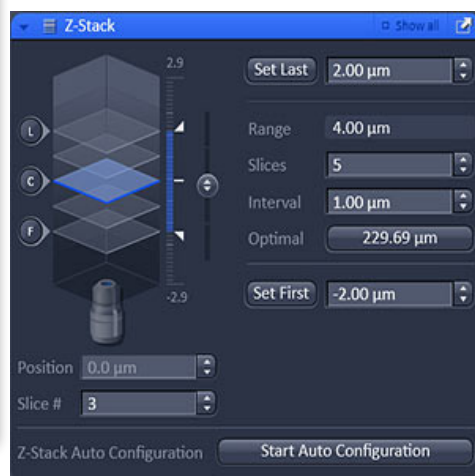 Z-Stack
Show all
2.9
Set Last 2.00 µm
L
Range 4.00 µm
Slices 5
C
Interval 1.00 µm
Optimal 229.69 µm
F
Set First -2.00 µm
-2.9
Position 0.0 µm
Slice # 3
Z-Stack Auto Configuration Start Auto Configuration